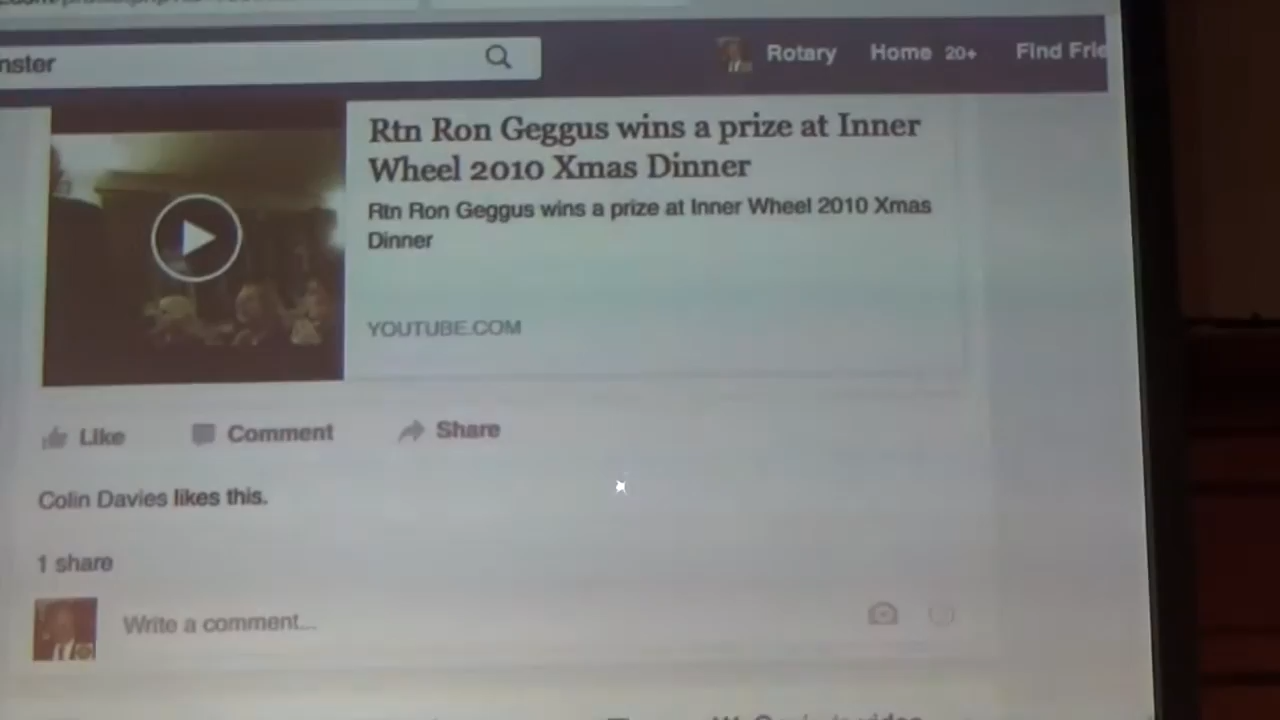 nster
Rotary Home 20+ Find Frie
Rtn Ron Geggus wins a prize at Inner
Wheel 2010 Xmas Dinner
Rtn Ron Geggus wins a prize at Inner Wheel 2010 Xmas
Dinner
YOUTUBE.COM
Like Comment Share
Colin Davies likes this.
1 share
Write a comment...